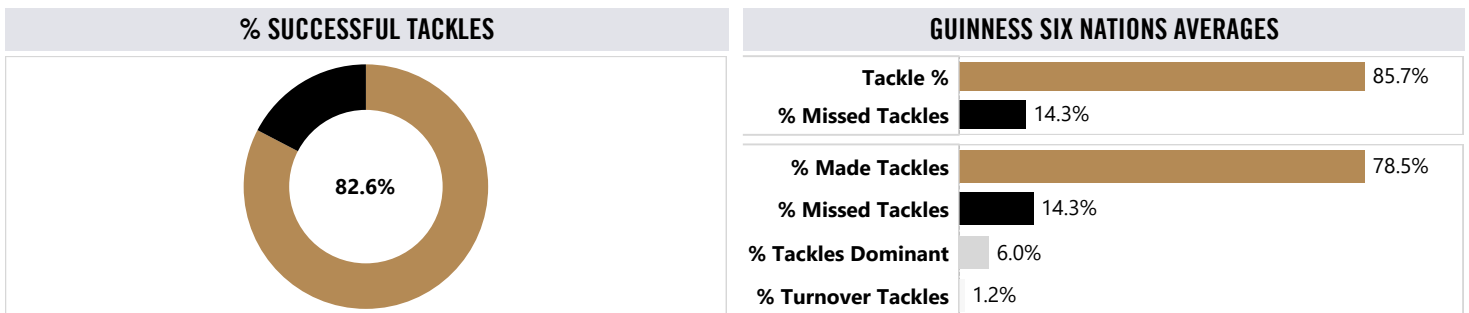 % SUCCESSFUL TACKLES
82.6%
GUINNESS SIX NATIONS AVERAGES
Tackle % 85.7%
% Missed Tackles 14.3%
% Made Tackles 78.5%
% Missed Tackles 14.3%
% Tackles Dominant 6.0%
% Turnover Tackles 1.2%